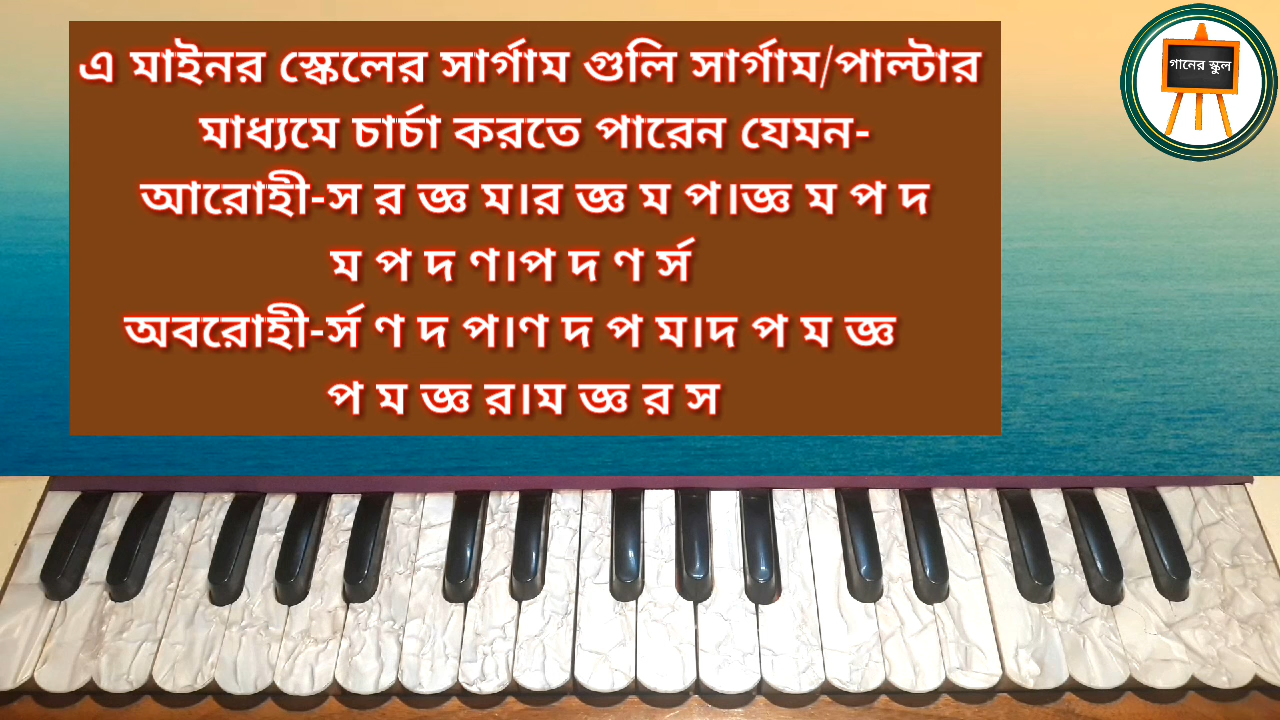 এ মাইনর স্কেলের সার্গাম গুলি সার্গাম/পাল্টার
মাধ্যমে চার্চা করতে পারেন যেমন-
আরোহী-স র জ্ঞ ম।র জ্ঞ ম প।জ্ঞ ম প দ
ম প দ ণ।প দ ণ র্স
অবরোহী-র্স ণ দ প।ণ দ প ম।দ প ম জ্ঞ
প ম জ্ঞ র।ম জ্ঞ র স
গানের স্কুল